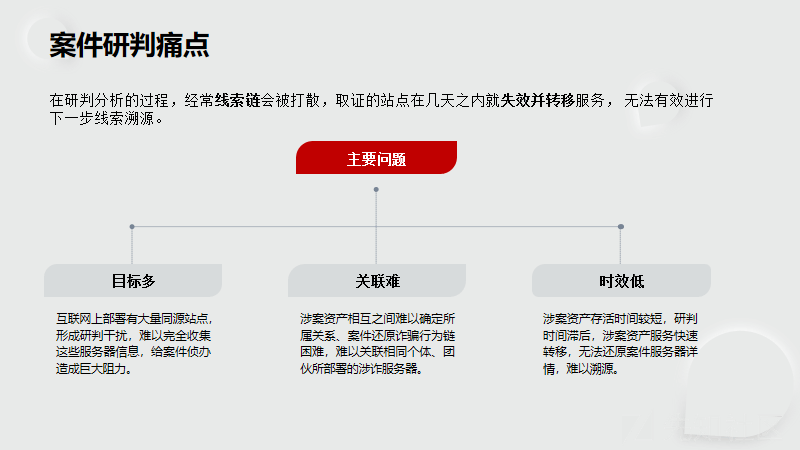 案件研判痛点
在研判分析的过程，经常线索链会被打散，取证的站点在几天之内就失效并转移服务， 无法有效进行
下一步线索溯源。
主要问题
目标多
关联难
时效低
互联网上部署有大量同源站点，
形成研判干扰，难以完全收集
这些服务器信息，给案件侦办
造成巨大阻力。
涉案资产相互之间难以确定所
属关系、案件还原诈骗行为链
困难，难以关联相同个体、团
伙所部署的涉诈服务器。
涉案资产存活时间较短，研判
时间滞后，涉案资产服务快速
转移，无法还原案件服务器详
情，难以溯源。